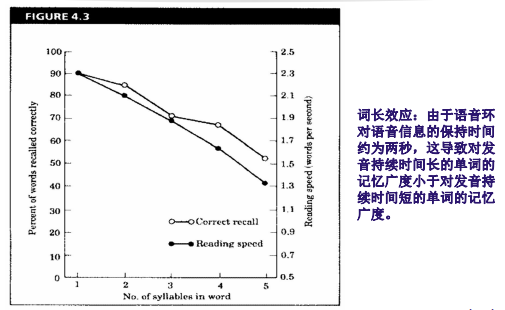 FIGURE 4.3
Percent of words recalled correctly
100
90
80
70
60
50
40
30
20
10
0
2.5
2.3
2.1
1.9
1.7
1.5
1.3
1.1
0.9
0.7
0.5
Reading speed (words per second)
Correct recall
Reading speed
1 2 3 4 5
No. of syllables in word
词长效应：由于语音环
对语音信息的保持时间
约为两秒，这导致对发
音持续时间长的单词的
记忆广度小于对发音持
续时间短的单词的记忆
广度。